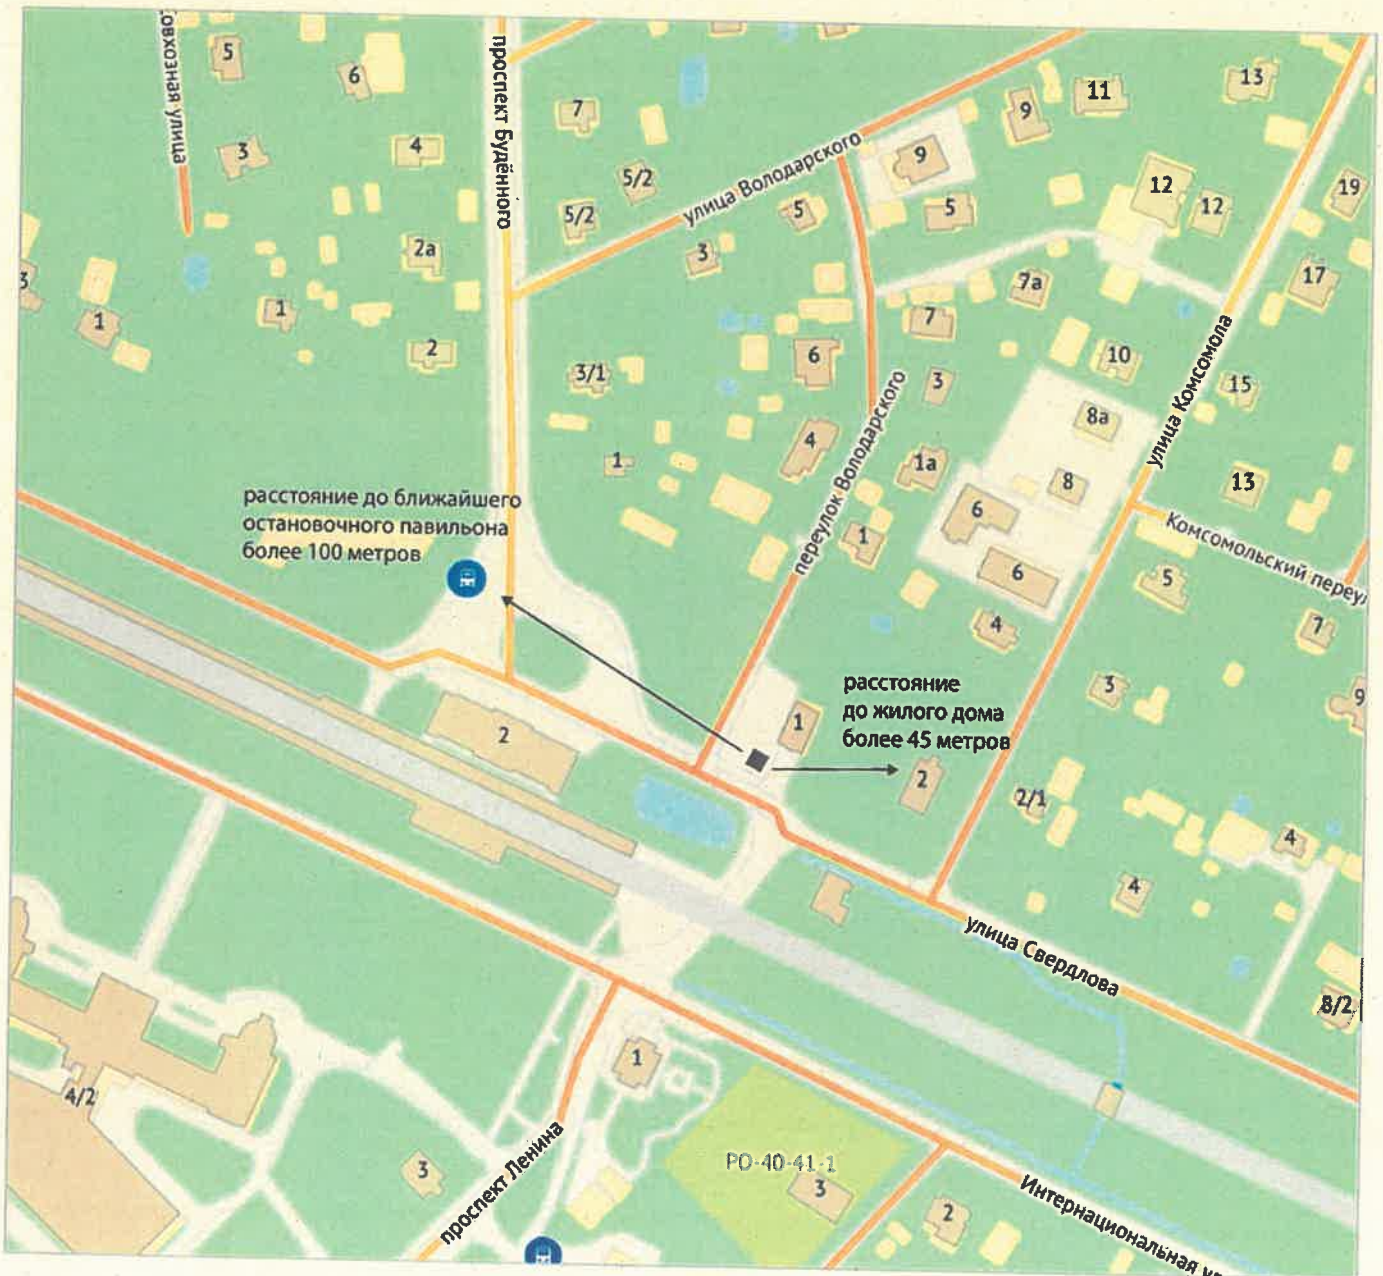 овхозная улица
проспект Будённого
5
6
3
4
2а
1
2
3
1
7
5/2
5/2
улица Володарского
3
5
9
5
9
11
13
12
12
19
17
7а
7
10
8а
15
6
3
4
1а
8
6
6
13
3/1
1
1
4
переулок Володарского
улица Комсомола
Комсомольский переу
5
7
9
3
расстояние до ближайшего
остановочного павильона
более 100 метров
расстояние
до жилого дома
более 45 метров
1
2
2
2/1
4
4
8/2
улица Свердлова
1
4/2
3
проспект Ленина
РО-40-41-1
3
2
Интернациональная у